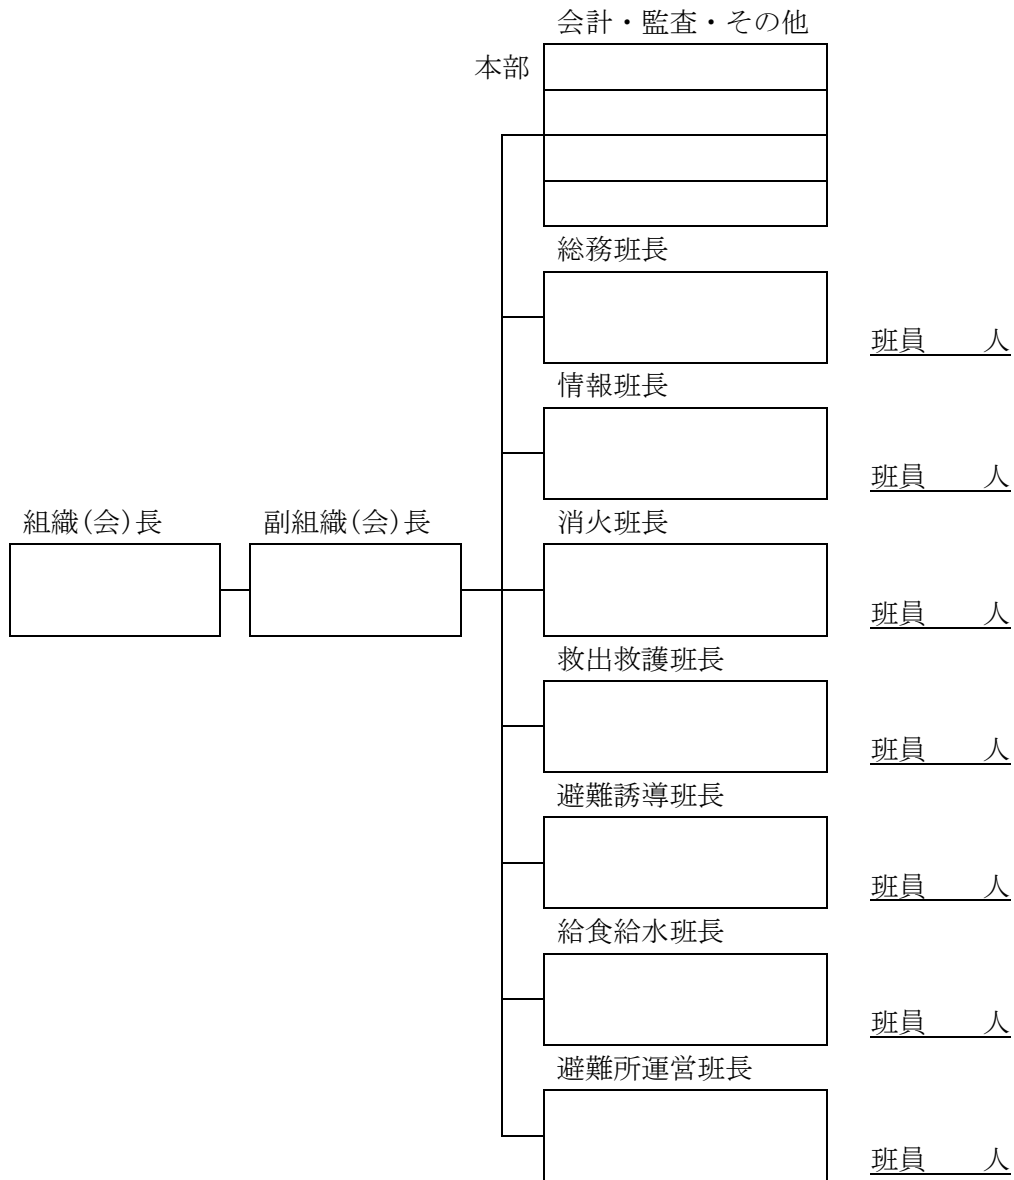 会計・監査・その他
本部
総務班長
班員 人
情報班長
班員 人
組織(会)長
副組織(会)長
消火班長
班員 人
救出救護班長
班員 人
避難誘導班長
班員 人
給食給水班長
班員 人
避難所運営班長
班員 人